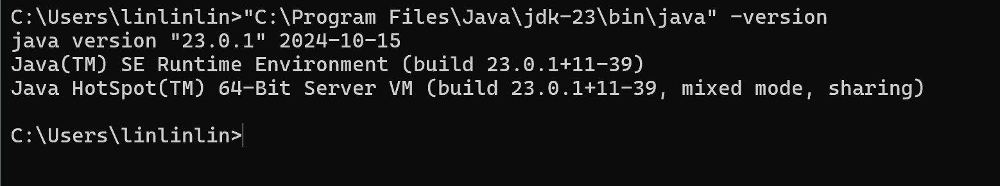 C:\Users\linlinlin>"C:\Program Files\Java\jdk-23\bin\java" -version
java version "23.0.1" 2024-10-15
Java(TM) SE Runtime Environment (build 23.0.1+11-39)
Java HotSpot(TM) 64-Bit Server VM (build 23.0.1+11-39, mixed mode, sharing)
C:\Users\linlinlin>